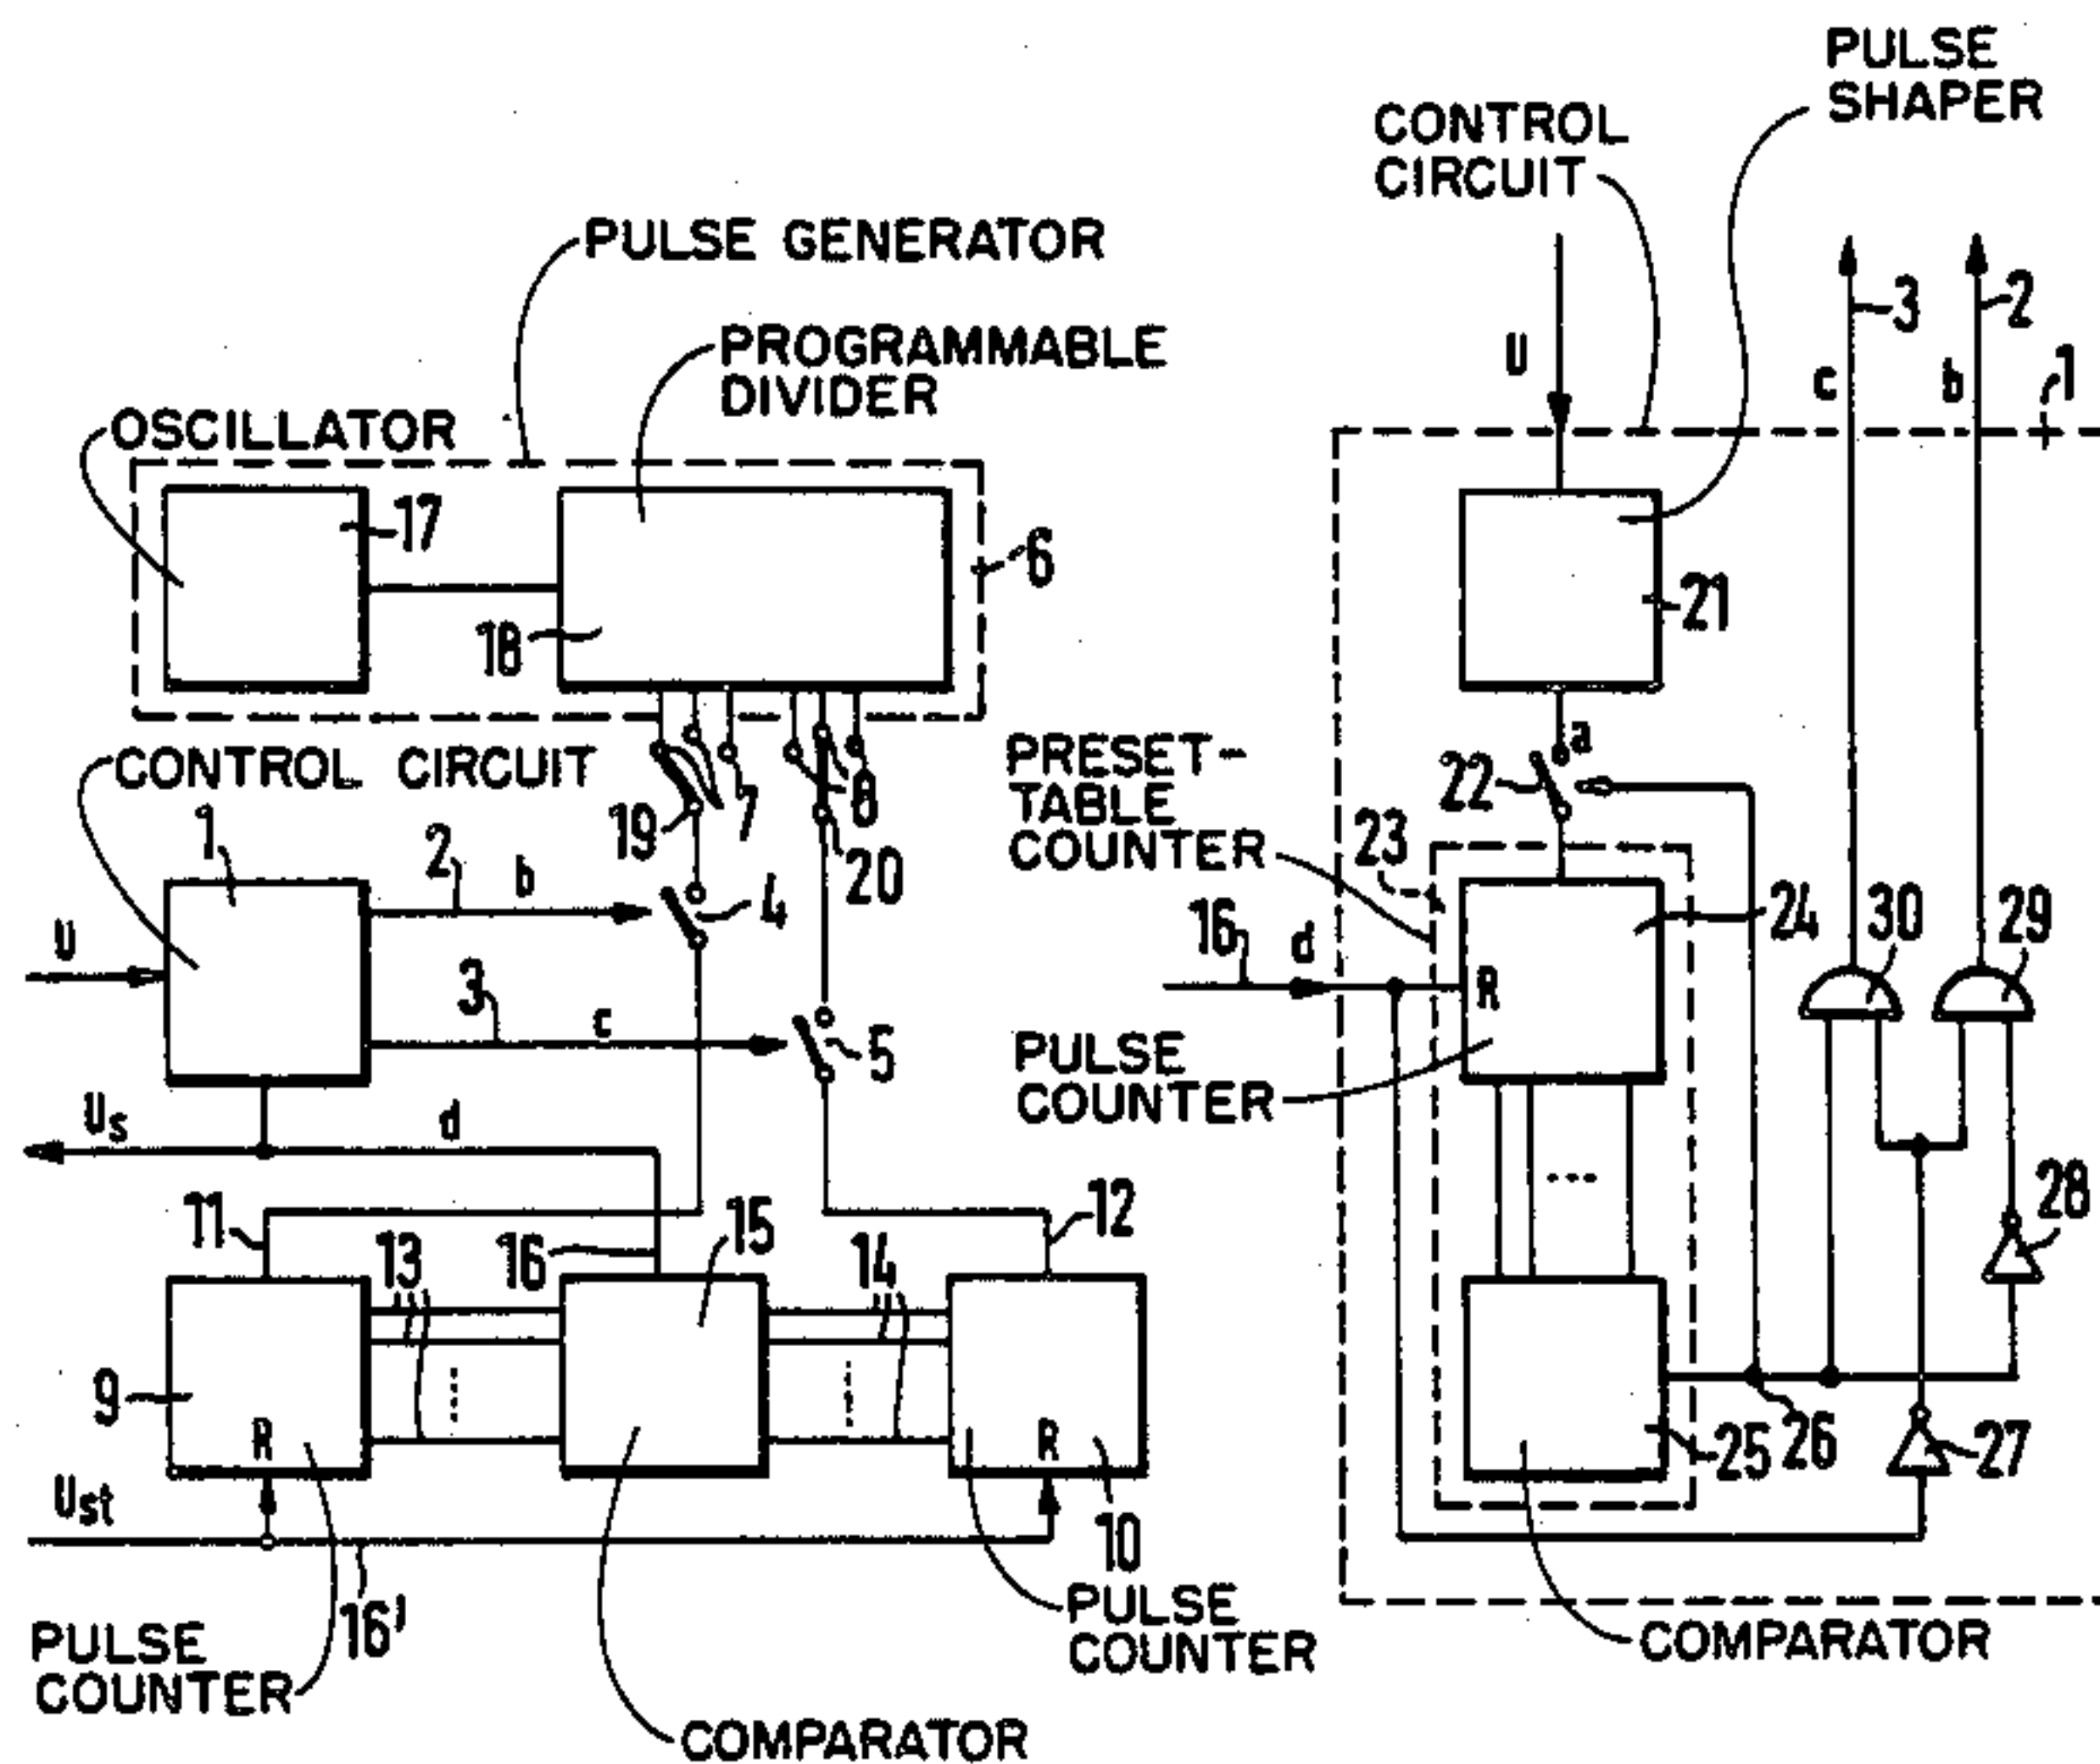 PULSE GENERATOR
PROGRAMMABLE
DIVIDER
OSCILLATOR
17
18
6
CONTROL CIRCUIT
19
7
8
20
1
2
b
4
U
3
c
5
Us
d
11
13
16
15
14
12
9
R
R
10
Ust
16'
PULSE
COUNTER
COMPARATOR
PULSE
COUNTER
PULSE
SHAPER
CONTROL
CIRCUIT
U
3
2
c
b
1
21
a
22
PRESET-
TABLE
COUNTER
23
24
30
29
16
d
R
PULSE
COUNTER
...
28
25
26
27
COMPARATOR